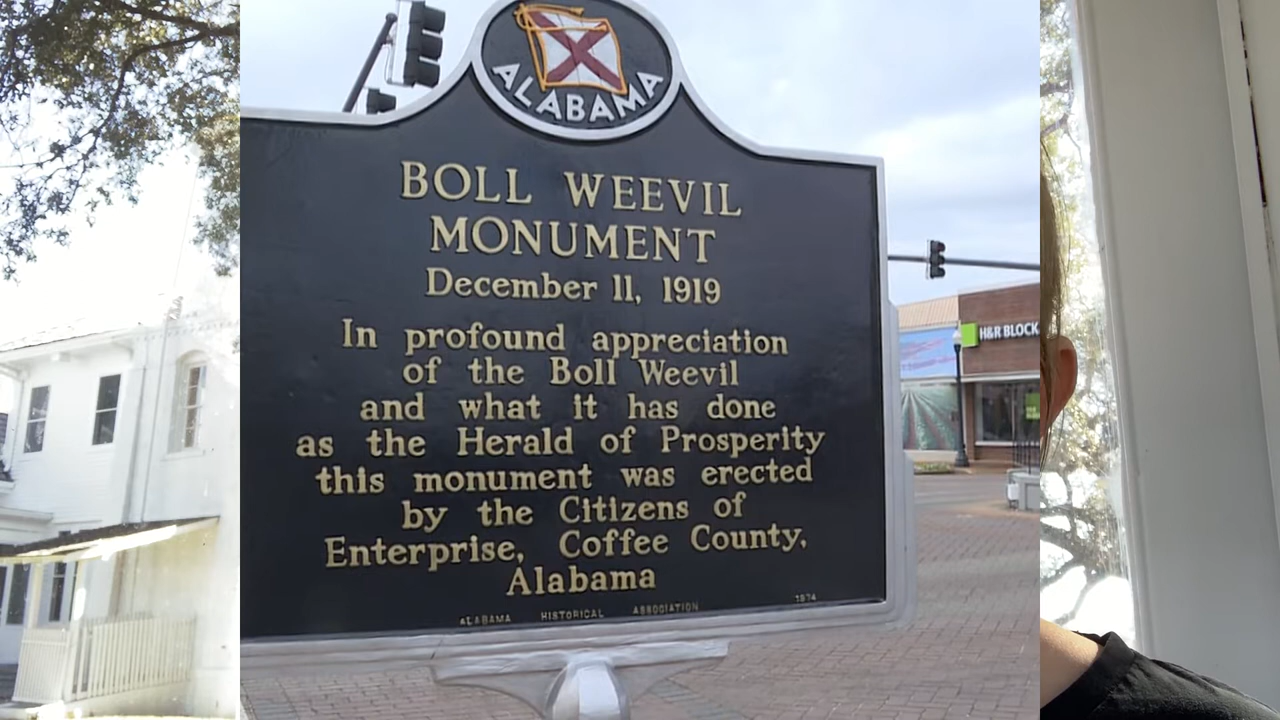 ALABAMA
BOLL WEEVIL
MONUMENT
December 11, 1919
In profound appreciation
of the Boll Weevil
and what it has done
as the Herald of Prosperity
this monument was erected
by the Citizens of
Enterprise, Coffee County,
Alabama
ALABAMA HISTORICAL ASSOCIATION 1974
H&R BLOCK